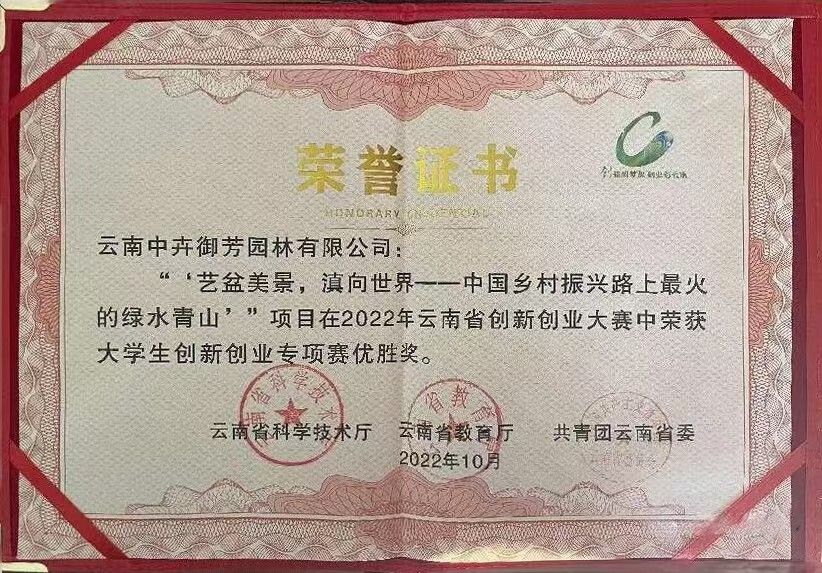 荣誉证书
云南中卉御芳园林有限公司：
“‘艺盆美景，滇向世界——中国乡村振兴路上最火
的绿水青山’”项目在2022年云南省创新创业大赛中荣获
大学生创新创业专项赛优胜奖。
云南省科学技术厅 云南省教育厅 共青团云南省委
2022年10月